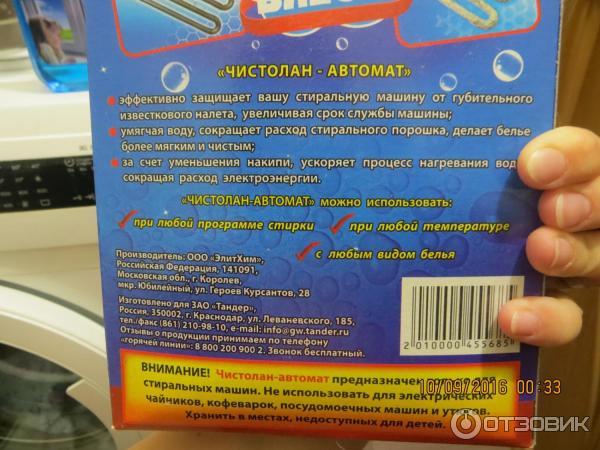 «ЧИСТОЛАН - АВТОМАТ»
эффективно защищает вашу стиральную машину от губительного
известкового налета, увеличивая срок службы машины;
умягчая воду, сокращает расход стирального порошка, делает белье
более мягким и чистым;
за счет уменьшения накипи, ускоряет процесс нагревания
сокращая расход электроэнергии.
«ЧИСТОЛАН-АВТОМАТ» можно использовать:
при любой программе стирки
при любой температуре
с любым видом белья
Производитель: ООО «ЭлитХим»,
Российская Федерация, 141091,
Московская обл., г. Королев,
мкр. Юбилейный, ул. Героев Курсантов, 28
Изготовлено для ЗАО «Тандер»,
Россия, 350002, г. Краснодар, ул. Леваневского, 185,
тел./факс (861) 210-98-10, e-mail: info@gw.tander.ru
Отзывы о продукции принимаем по телефону
«горячей линии»: 8 800 200 900 2. Звонок бесплатный.
2010000455685
ВНИМАНИЕ! Чистолан-автомат предназначен
стиральных машин. Не использовать для электрических
чайников, кофеварок, посудомоечных машин и утюгов.
Хранить в местах, недоступных для детей.
10/09/2016 00:33
ОТЗОВИК